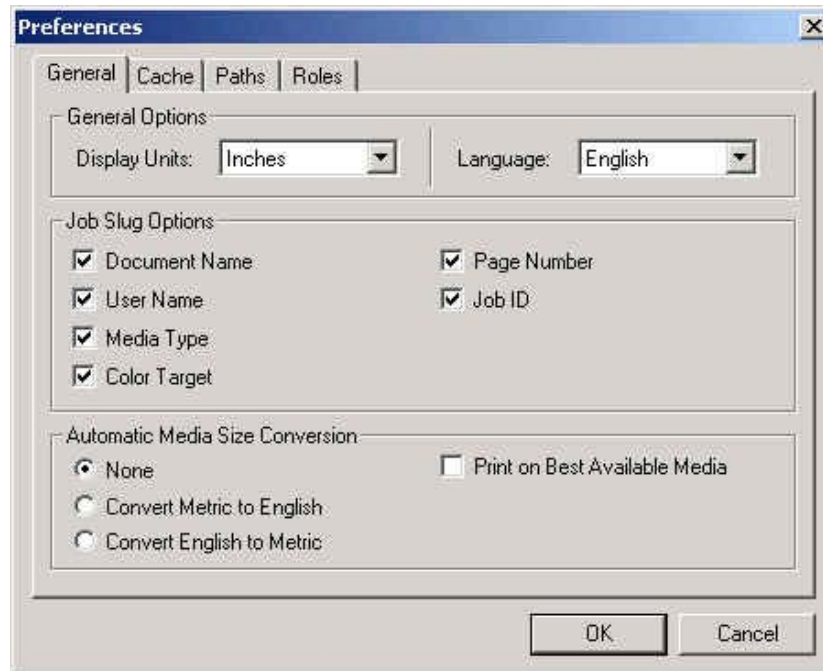 Preferences
General Cache Paths Roles
General Options
Display Units: Inches Language: English
Job Slug Options
Document Name Page Number
User Name Job ID
Media Type
Color Target
Automatic Media Size Conversion
None Print on Best Available Media
Convert Metric to English
Convert English to Metric
OK Cancel